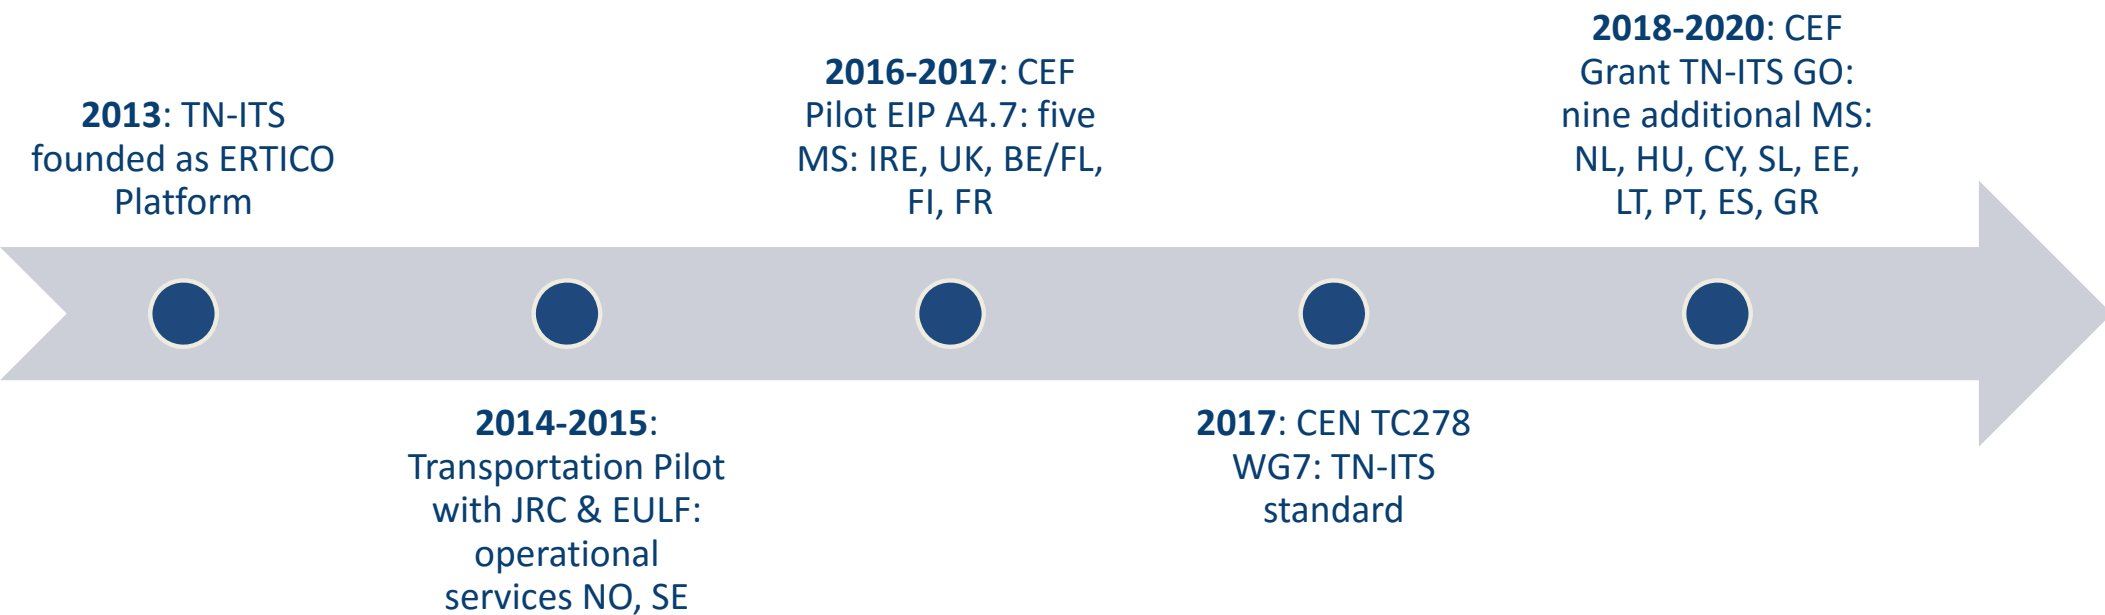 2013: TN-ITS
founded as ERTICO
Platform
2014-2015:
Transportation Pilot
with JRC & EULF:
operational
services NO, SE
2016-2017: CEF
Pilot EIP A4.7: five
MS: IRE, UK, BE/FL,
FI, FR
2017: CEN TC278
WG7: TN-ITS
standard
2018-2020: CEF
Grant TN-ITS GO:
nine additional MS:
NL, HU, CY, SL, EE,
LT, PT, ES, GR